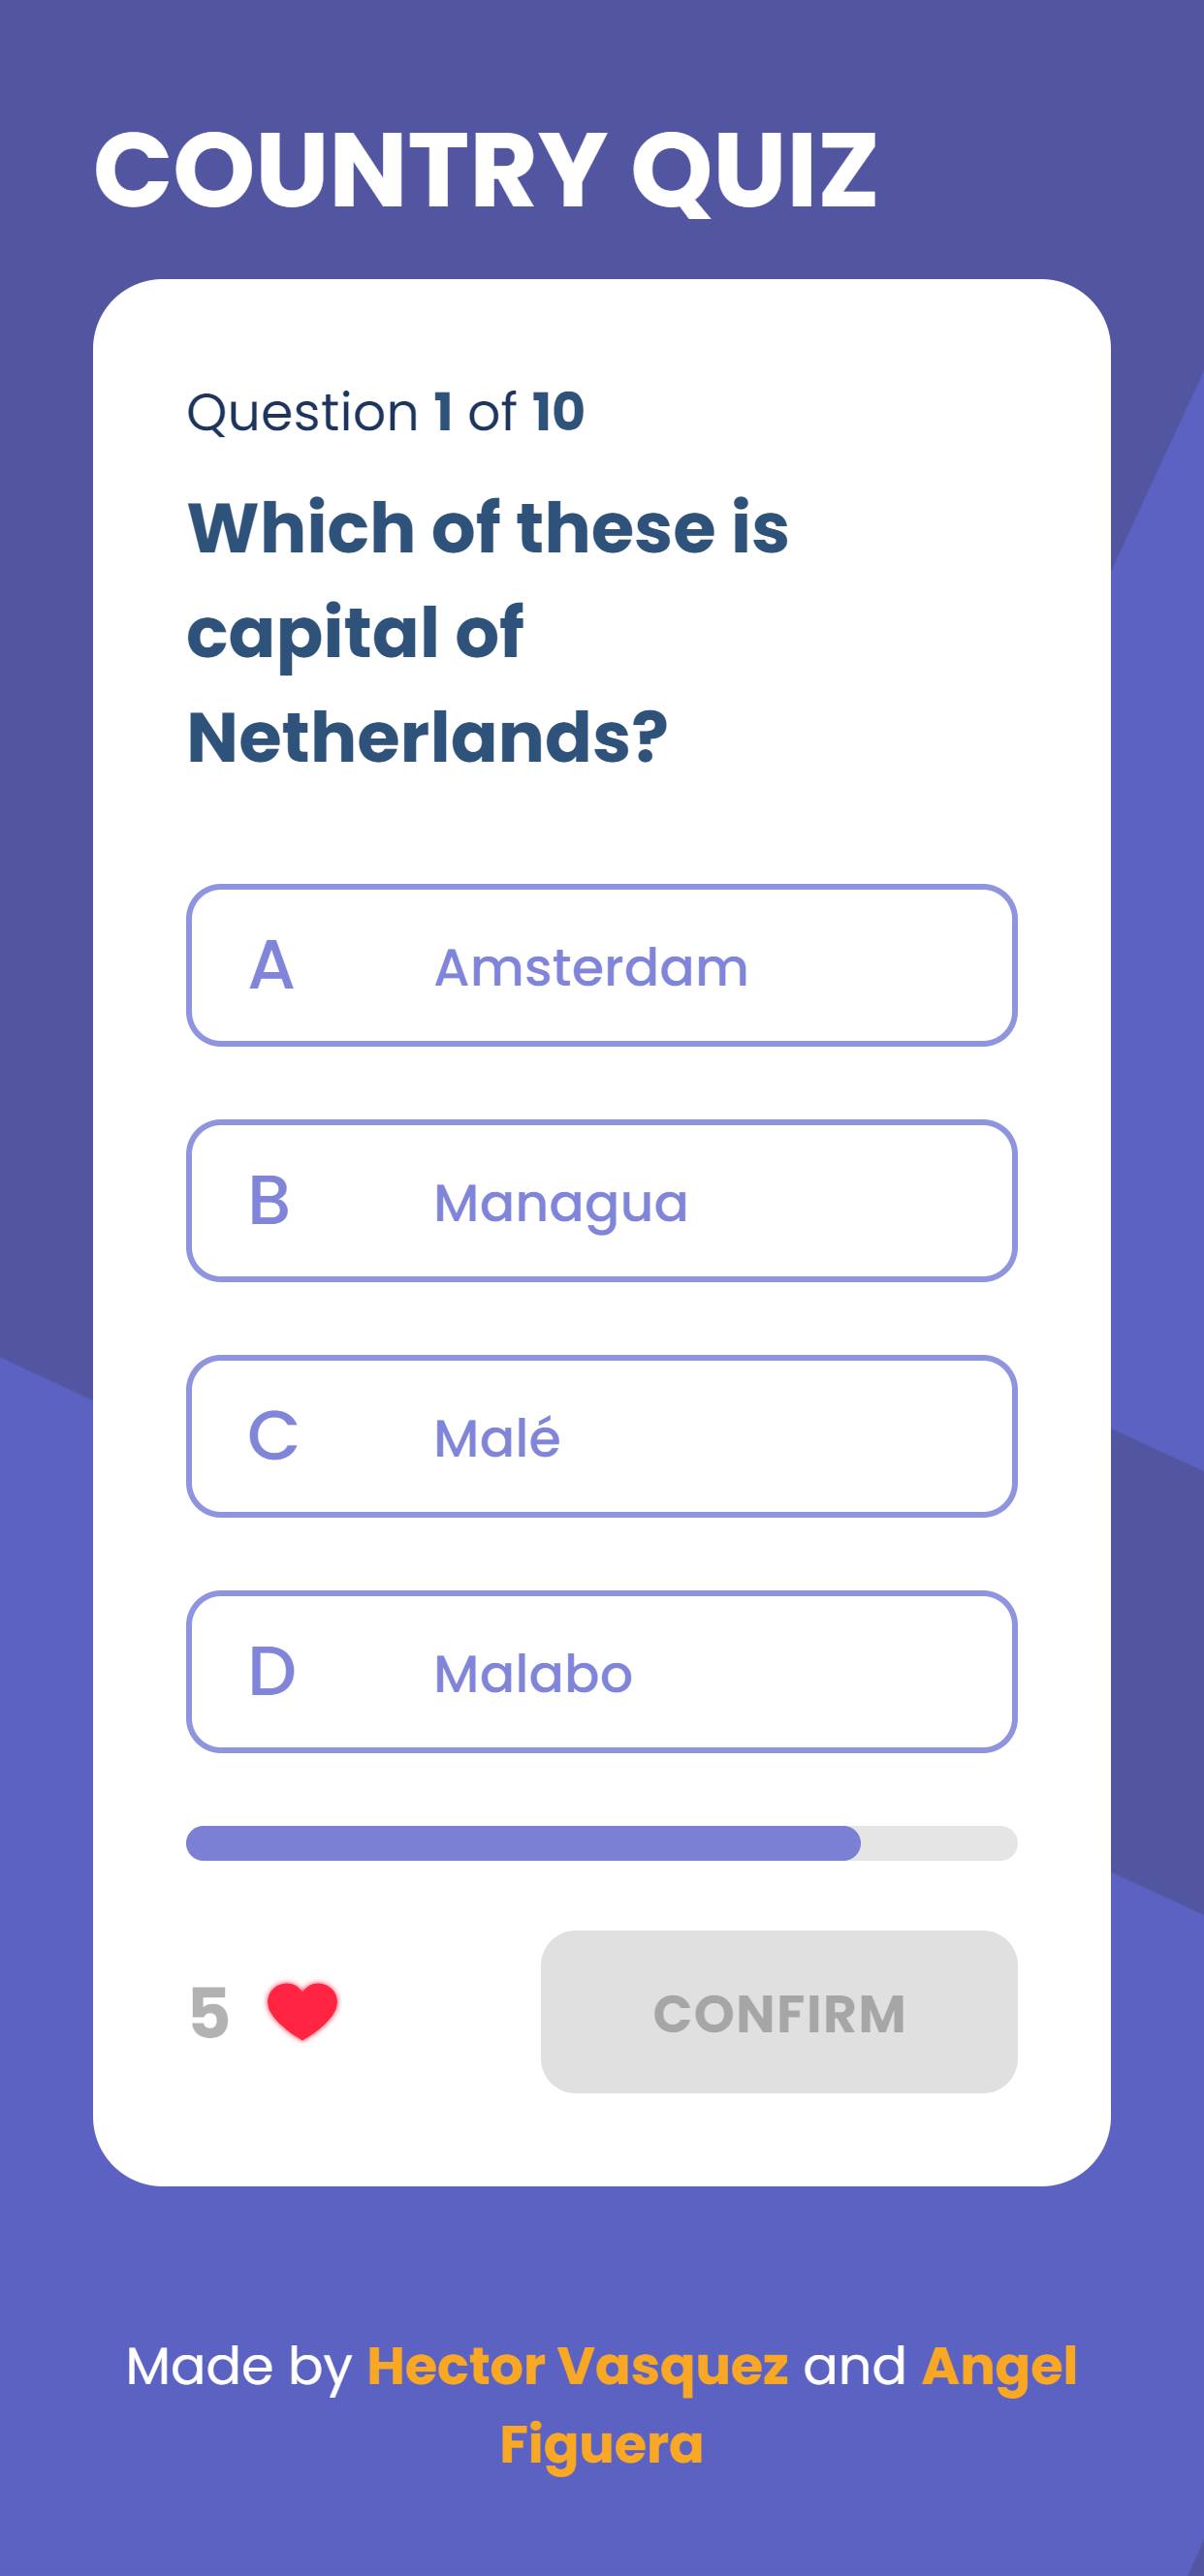 COUNTRY QUIZ
Question 1 of 10
Which of these is
capital of
Netherlands?
A Amsterdam
B Managua
C Malé
D Malabo
5
CONFIRM
Made by Hector Vasquez and Angel
Figuera